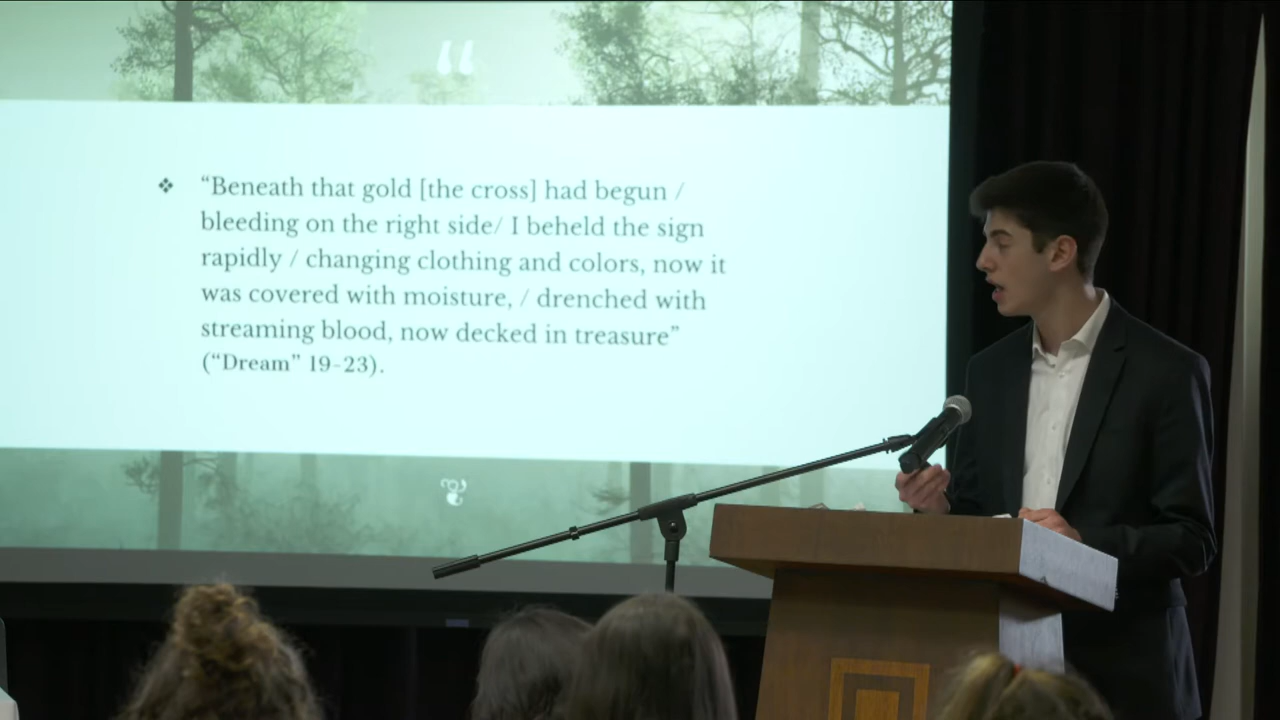 “
❖ “Beneath that gold [the cross] had begun /
bleeding on the right side/ I beheld the sign
rapidly / changing clothing and colors, now it
was covered with moisture, / drenched with
streaming blood, now decked in treasure”
(“Dream” 19-23).